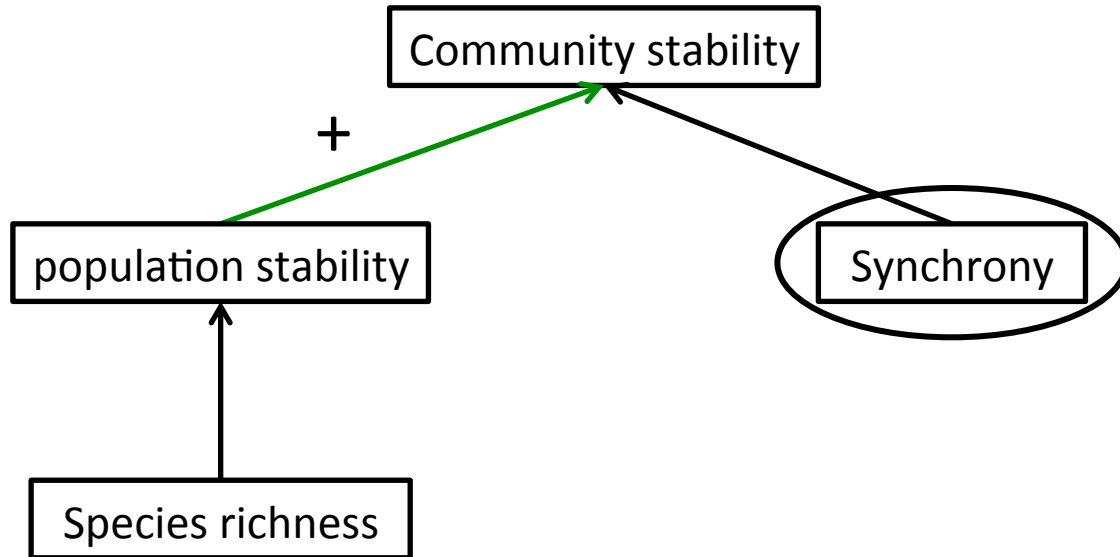 Community stability
+
population stability
Synchrony
Species richness